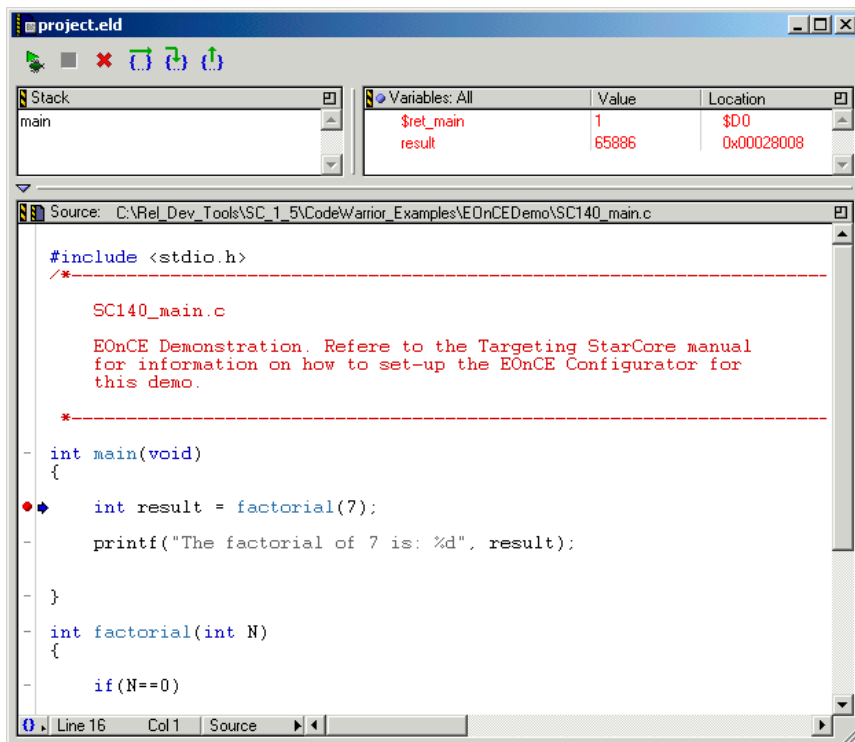 project.eld
Stack
Variables: All Value Location
main
$ret_main 1 $D0
result 65886 0x00028008
Source: C:\Rel_Dev_Tools\SC_1_5\CodeWarrior_Examples\EOnCEDemo\SC140_main.c
#include <stdio.h>
/*----------------------------------------------------------------------
SC140_main.c
EOnCE Demonstration. Refere to the Targeting StarCore manual
for information on how to set-up the EOnCE Configurator for
this demo.
*----------------------------------------------------------------------
int main(void)
{
int result = factorial(7);
printf("The factorial of 7 is: %d", result);
}
int factorial(int N)
{
if(N==0)
Line 16 Col 1 Source